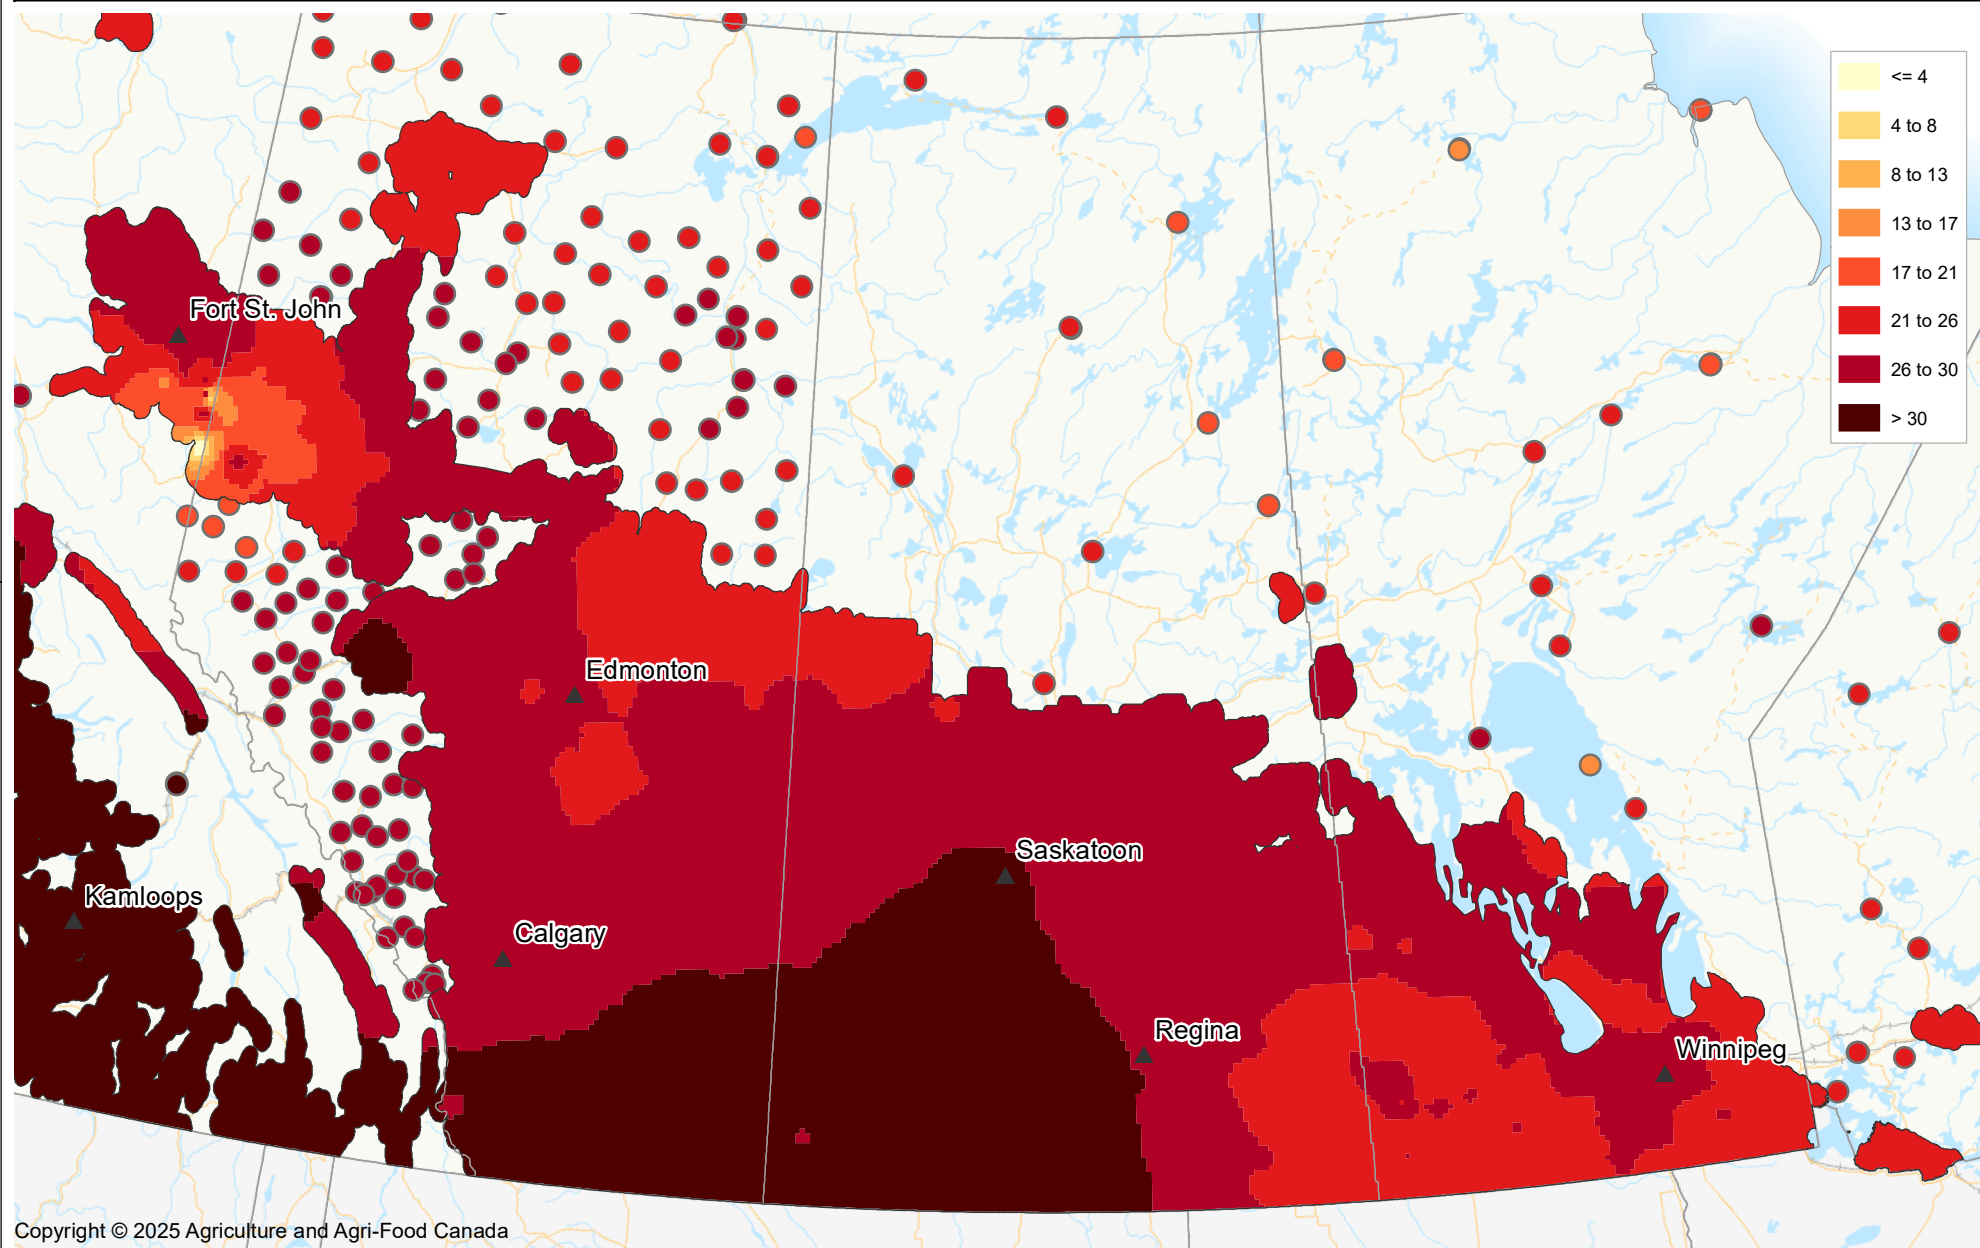 <= 4
4 to 8
8 to 13
13 to 17
17 to 21
21 to 26
26 to 30
> 30
Fort St. John
Edmonton
Saskatoon
Kamloops
Calgary
Regina
Winnipeg
Copyright © 2025 Agriculture and Agri-Food Canada